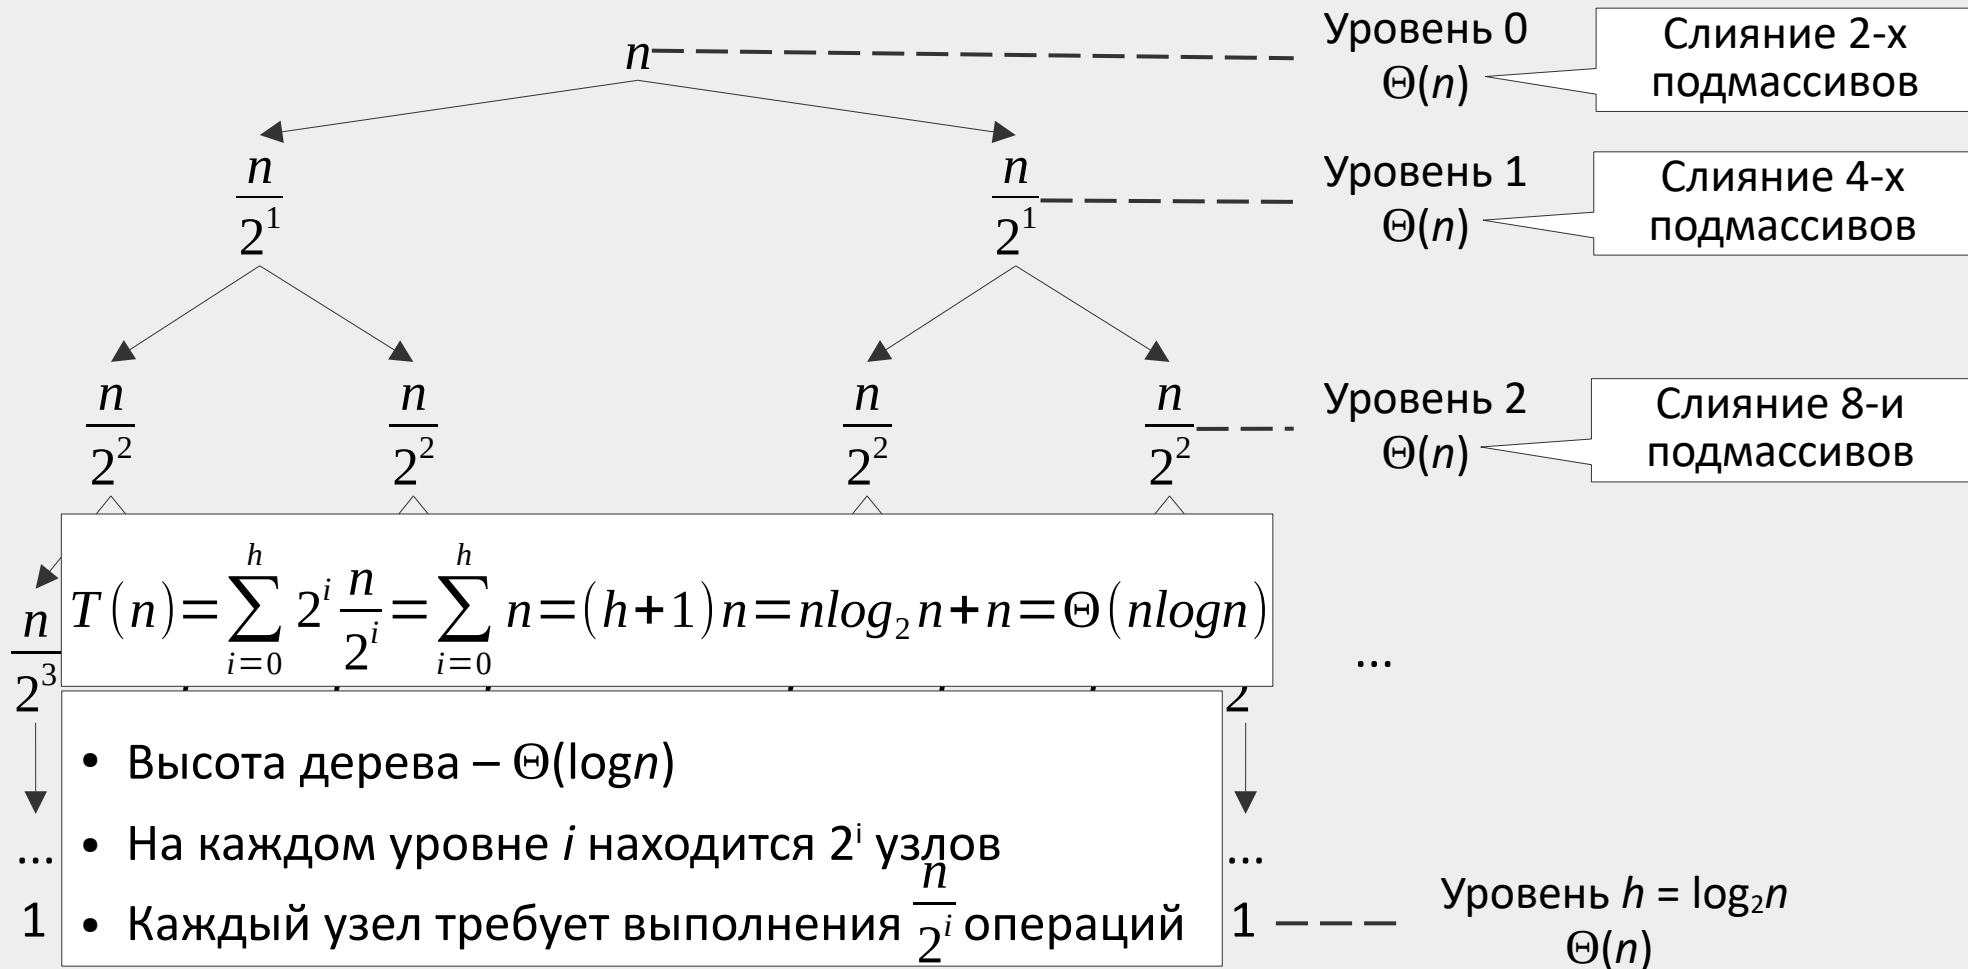 n
Уровень 0
Θ(n)
Слияние 2-х
подмассивов
n/2^1
n/2^1
Уровень 1
Θ(n)
Слияние 4-х
подмассивов
n/2^2
n/2^2
n/2^2
n/2^2
Уровень 2
Θ(n)
Слияние 8-и
подмассивов
n/2^3
T(n)=∑_{i=0}^{h} 2^i n/2^i=∑_{i=0}^{h} n=(h+1)n=nlog₂n+n=Θ(nlogn)
...
2
• Высота дерева – Θ(logn)
...
• На каждом уровне i находится 2^i узлов
...
1
• Каждый узел требует выполнения n/2^i операций
1
Уровень h = log₂n
Θ(n)